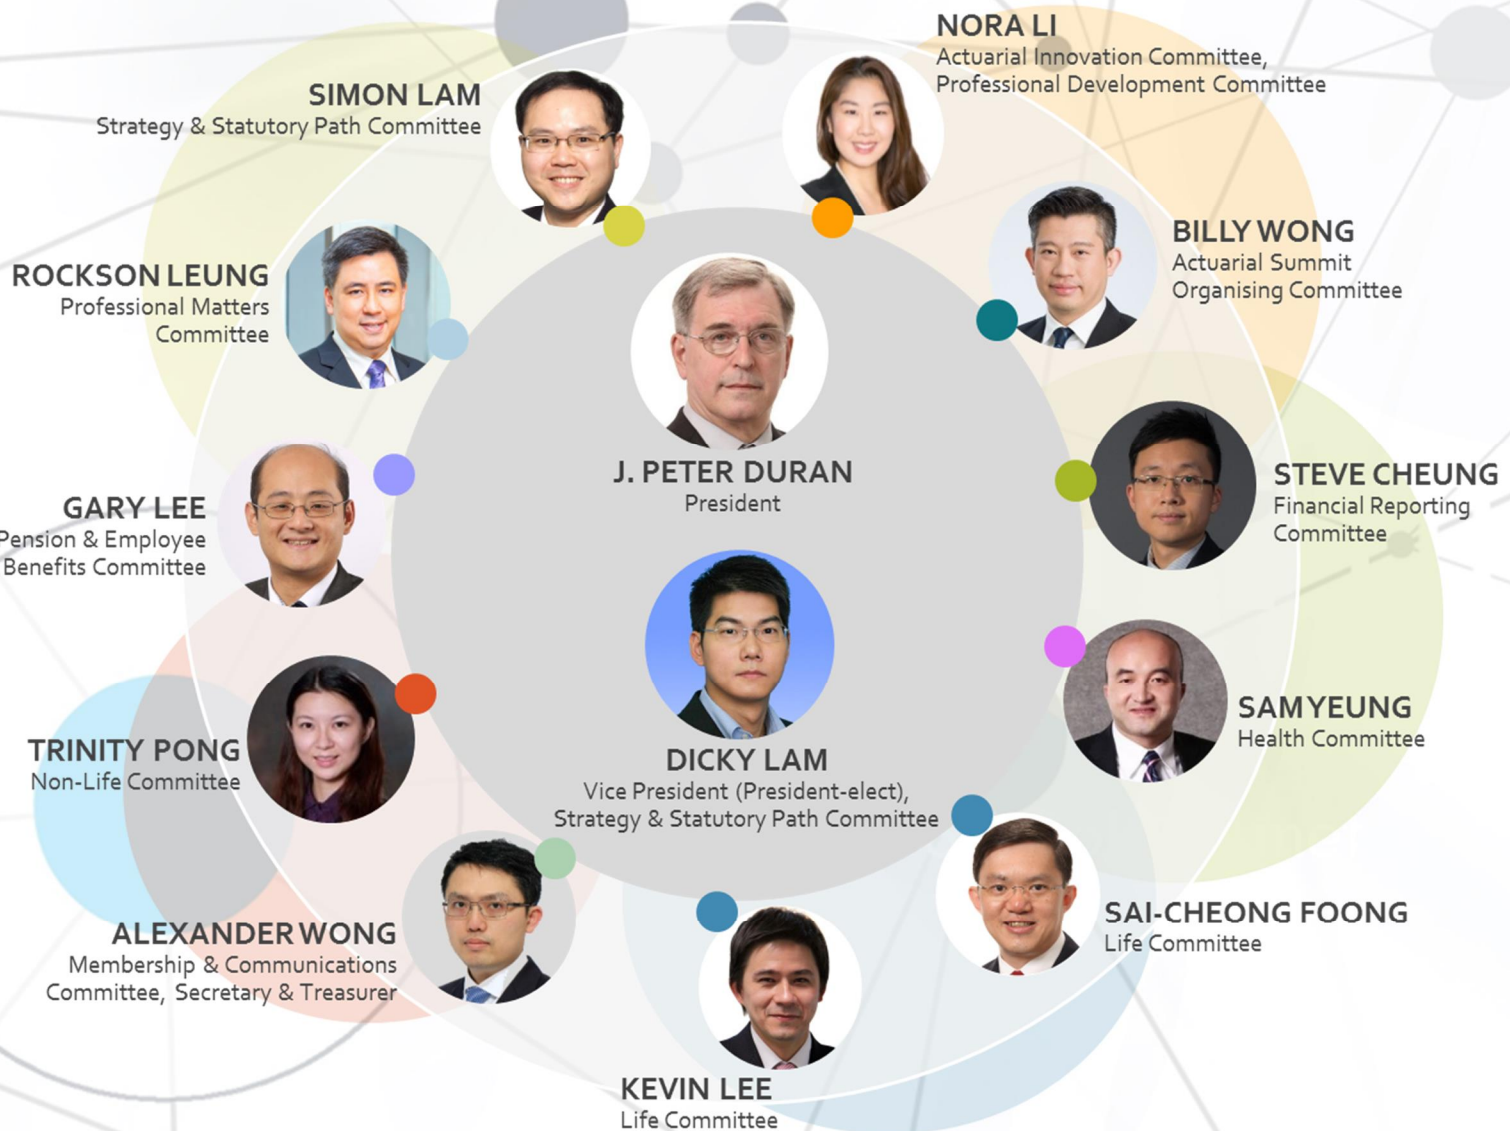 NORA LI
Actuarial Innovation Committee,
Professional Development Committee
SIMON LAM
Strategy & Statutory Path Committee
BILLY WONG
Actuarial Summit
Organising Committee
ROCKSON LEUNG
Professional Matters
Committee
J. PETER DURAN
President
STEVE CHEUNG
Financial Reporting
Committee
GARY LEE
Pension & Employee
Benefits Committee
SAM YEUNG
Health Committee
TRINITY PONG
Non-Life Committee
DICKY LAM
Vice President (President-elect),
Strategy & Statutory Path Committee
SAI-CHEONG FOONG
Life Committee
ALEXANDER WONG
Membership & Communications
Committee, Secretary & Treasurer
KEVIN LEE
Life Committee